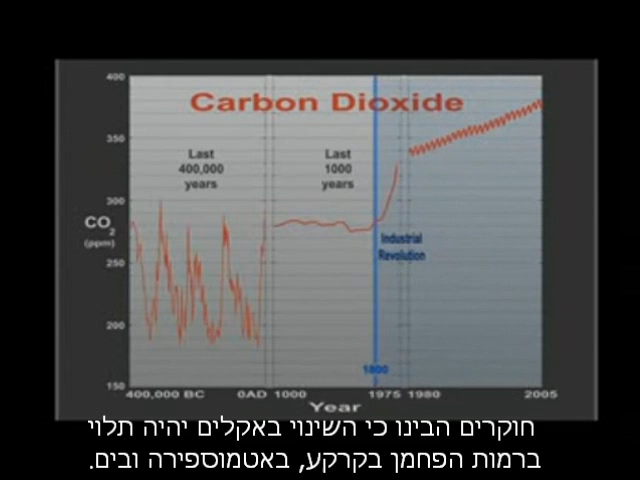 400
Carbon Dioxide
350
Last
400,000
years
Last
1000
years
300
CO2
(ppm)
Industrial
Revolution
250
200
1800
150
400,000 BC 0AD 1000 1975 1980 2005
Year
חוקרים הבינו כי השינוי באקלים יהיה תלוי
ברמות הפחמן בקרקע, באטמוספירה ובים.